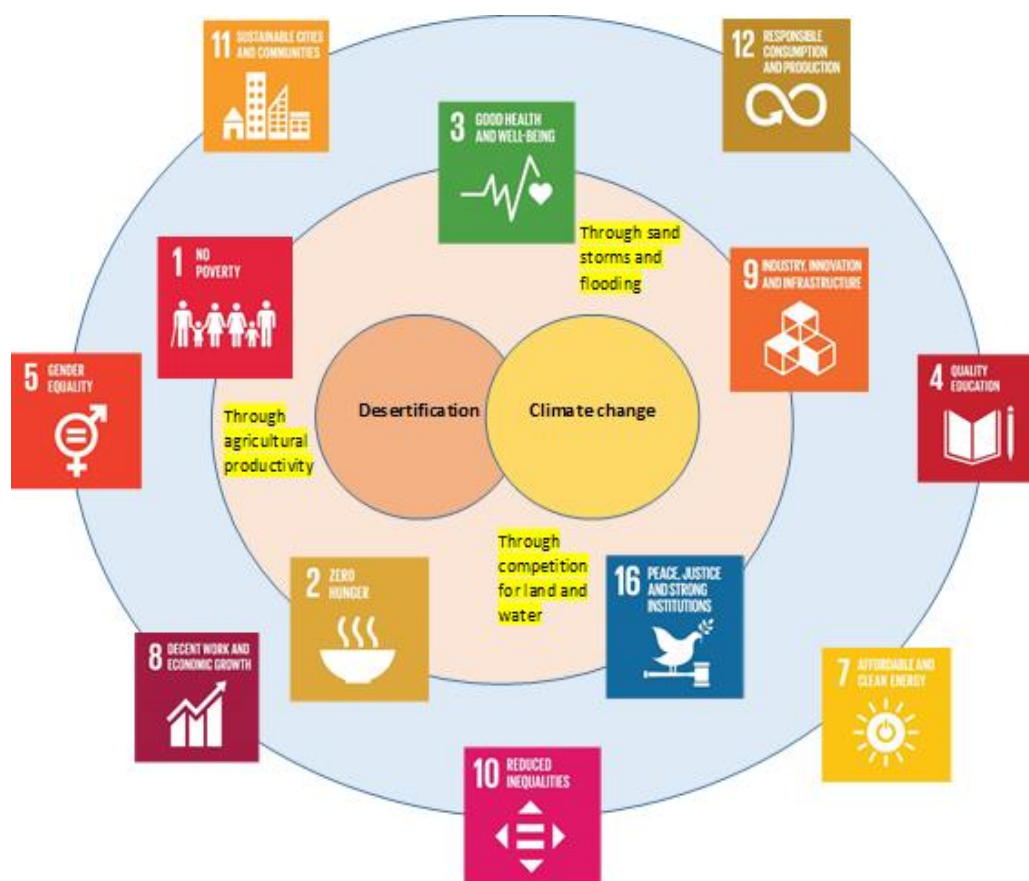 11 SUSTAINABLE CITIES
AND COMMUNITIES
12 RESPONSIBLE
CONSUMPTION
AND PRODUCTION
3 GOOD HEALTH
AND WELL-BEING
Through sand
storms and
flooding
1 NO
POVERTY
9 INDUSTRY, INNOVATION
AND INFRASTRUCTURE
5 GENDER
EQUALITY
4 QUALITY
EDUCATION
Desertification
Climate change
Through
agricultural
productivity
Through
competition
for land and
water
2 ZERO
HUNGER
16 PEACE, JUSTICE
AND STRONG
INSTITUTIONS
8 DECENT WORK AND
ECONOMIC GROWTH
7 AFFORDABLE AND
CLEAN ENERGY
10 REDUCED
INEQUALITIES